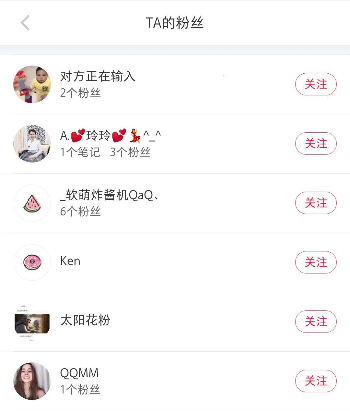 TA的粉丝
对方正在输入
2个粉丝
关注
A.💕玲玲💕💃^_^
1个笔记 3个粉丝
关注
_软萌炸酱机QaQ、
6个粉丝
关注
Ken
关注
太阳花粉
关注
QQMM
1个粉丝
关注